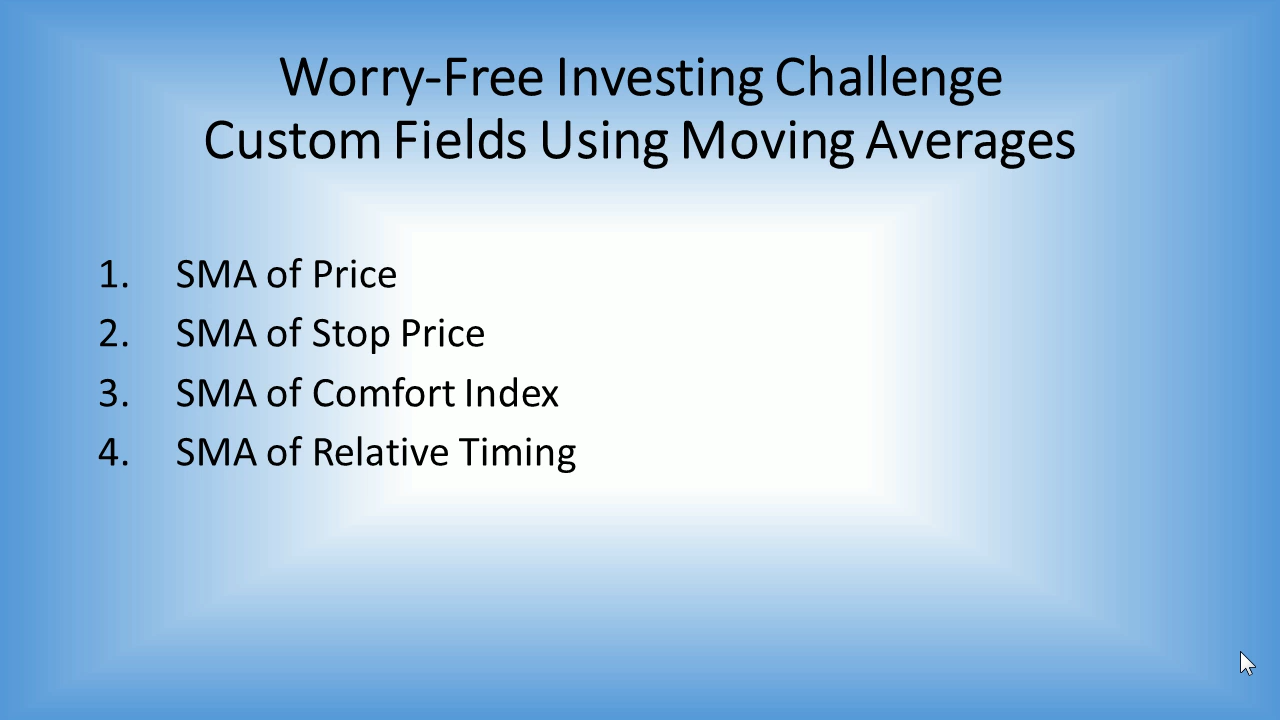 Worry-Free Investing Challenge
Custom Fields Using Moving Averages
1. SMA of Price
2. SMA of Stop Price
3. SMA of Comfort Index
4. SMA of Relative Timing